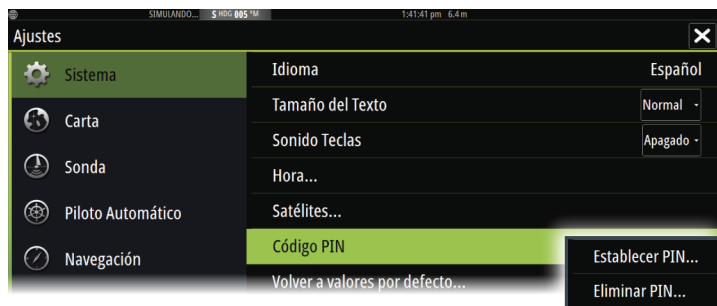 SIMULANDO... S HDG 005 °M 1:41:41 pm 6.4 m
Ajustes
Sistema
Carta
Sonda
Piloto Automático
Navegación
Idioma Español
Tamaño del Texto Normal
Sonido Teclas Apagado
Hora...
Satélites...
Código PIN
Volver a valores por defecto...
Establecer PIN...
Eliminar PIN...